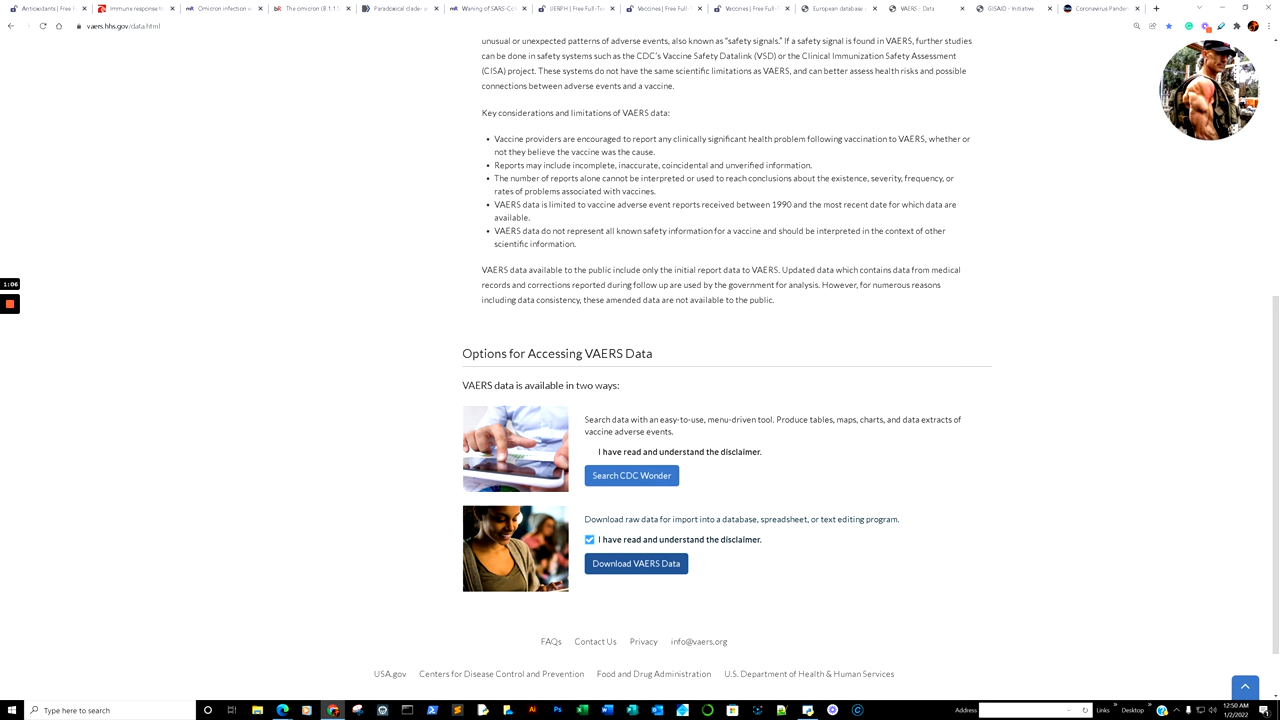 Antioxidants | Free F
Immune response to
Omicron infection e
The omicron (B.1.1.5
Paradoxical clade- a
Waning of SARS-CoV
IJERPH | Free Full-Te
Vaccines | Free Full-T
Vaccines | Free Full-T
European database
VAERS - Data
GISAID - Initiative
Coronavirus Pandem
vaers.hhs.gov/data.html
unusual or unexpected patterns of adverse events, also known as “safety signals.” If a safety signal is found in VAERS, further studies
can be done in safety systems such as the CDC’s Vaccine Safety Datalink (VSD) or the Clinical Immunization Safety Assessment
(CISA) project. These systems do not have the same scientific limitations as VAERS, and can better assess health risks and possible
connections between adverse events and a vaccine.
Key considerations and limitations of VAERS data:
• Vaccine providers are encouraged to report any clinically significant health problem following vaccination to VAERS, whether or
not they believe the vaccine was the cause.
• Reports may include incomplete, inaccurate, coincidental and unverified information.
• The number of reports alone cannot be interpreted or used to reach conclusions about the existence, severity, frequency, or
rates of problems associated with vaccines.
• VAERS data is limited to vaccine adverse event reports received between 1990 and the most recent date for which data are
available.
• VAERS data do not represent all known safety information for a vaccine and should be interpreted in the context of other
scientific information.
1:06
VAERS data available to the public include only the initial report data to VAERS. Updated data which contains data from medical
records and corrections reported during follow up are used by the government for analysis. However, for numerous reasons
including data consistency, these amended data are not available to the public.
Options for Accessing VAERS Data
VAERS data is available in two ways:
Search data with an easy-to-use, menu-driven tool. Produce tables, maps, charts, and data extracts of
vaccine adverse events.
I have read and understand the disclaimer.
Search CDC Wonder
Download raw data for import into a database, spreadsheet, or text editing program.
I have read and understand the disclaimer.
Download VAERS Data
FAQs Contact Us Privacy info@vaers.org
USA.gov Centers for Disease Control and Prevention Food and Drug Administration U.S. Department of Health & Human Services
Type here to search
Address
Links
Desktop
12:50 AM
1/2/2022